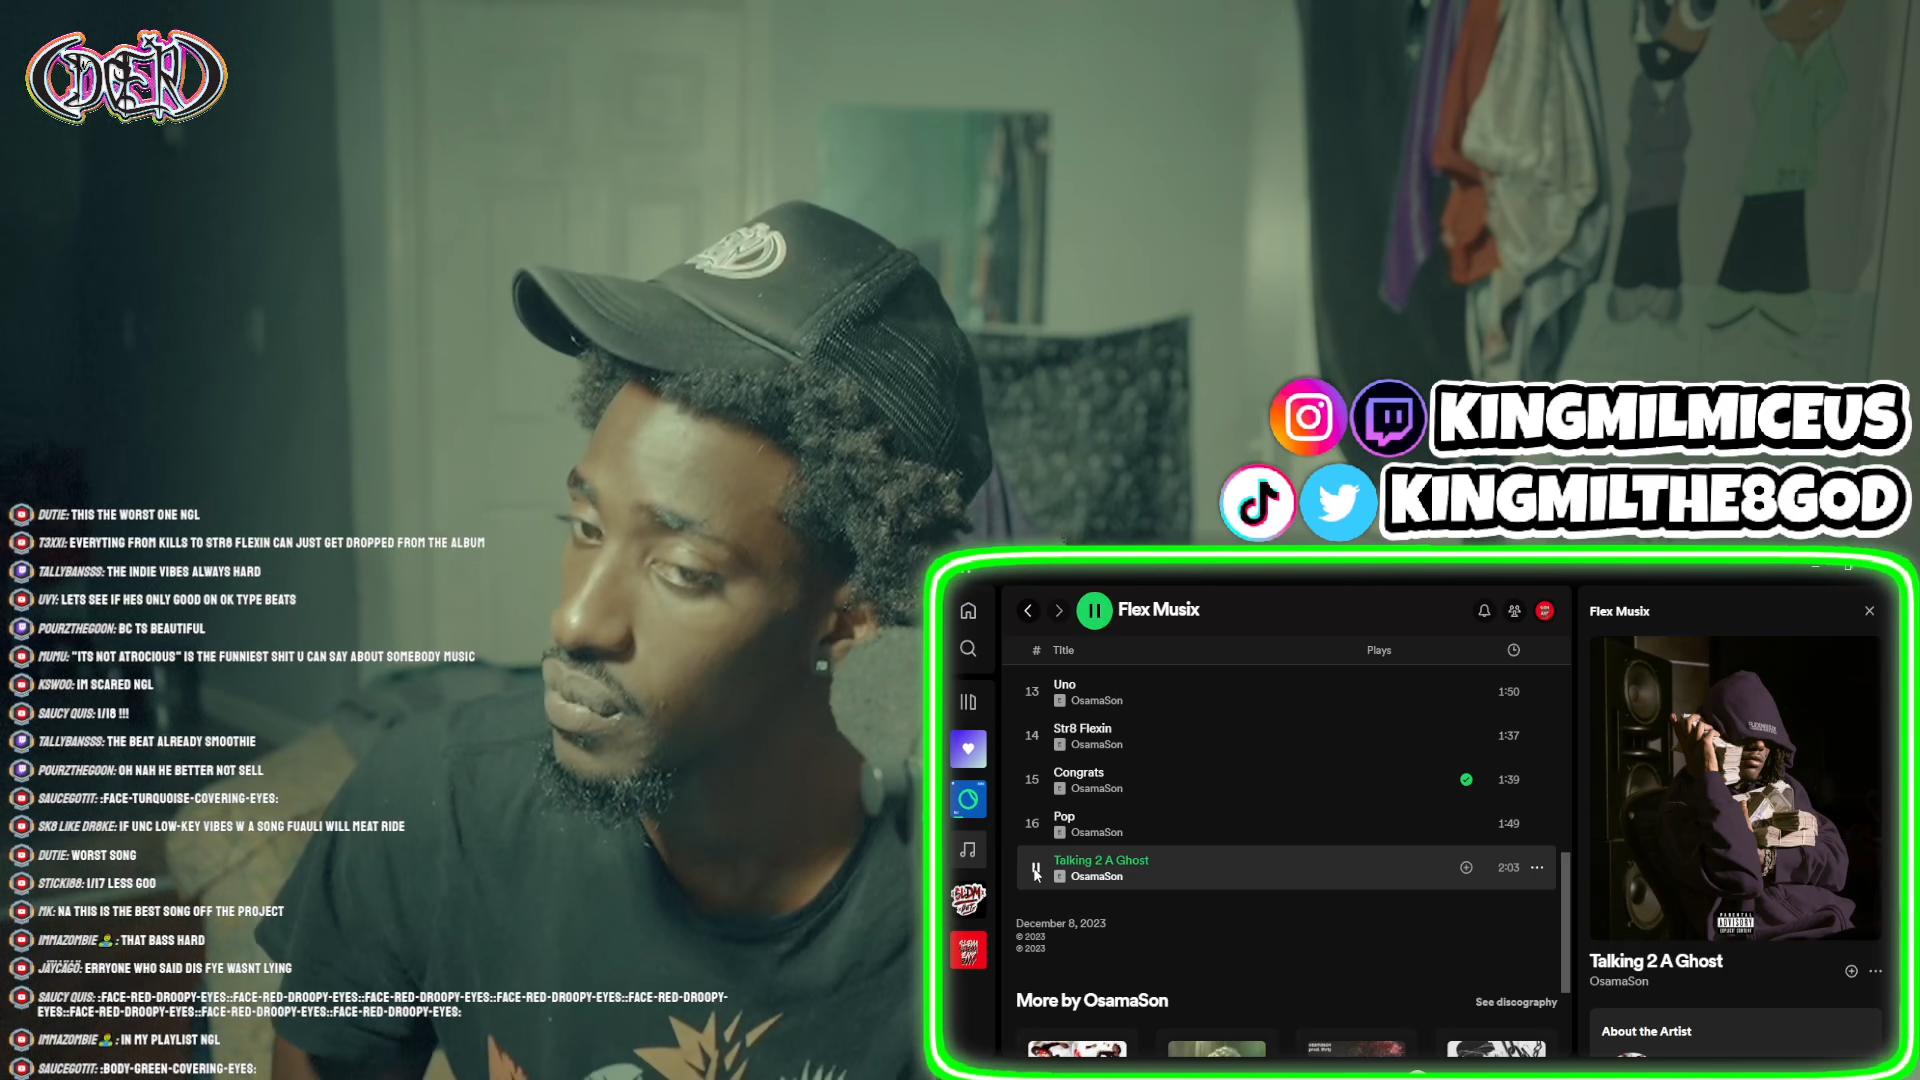 KINGMILMICEUS
KINGMILTHE8GOD
DUTIE: THIS THE WORST ONE NGL
T3XXI: EVERYTING FROM KILLS TO STR8 FLEXIN CAN JUST GET DROPPED FROM THE ALBUM
TALLYBANSSS: THE INDIE VIBES ALWAYS HARD
UVY: LETS SEE IF HES ONLY GOOD ON OK TYPE BEATS
POURZTHEGOON: BC TS BEAUTIFUL
MUMU: "ITS NOT ATROCIOUS" IS THE FUNNIEST SHIT U CAN SAY ABOUT SOMEBODY MUSIC
KSWOO: IM SCARED NGL
SAUCY QUIS: 1/18 !!!
TALLYBANSSS: THE BEAT ALREADY SMOOTHIE
POURZTHEGOON: OH NAH HE BETTER NOT SELL
SAUCEGOTIT: :FACE-TURQUOISE-COVERING-EYES:
SK8 LIKE DR8KE: IF UNC LOW-KEY VIBES W A SONG FUAULI WILL MEAT RIDE
DUTIE: WORST SONG
STICKI88: 1/17 LESS GOO
MK: NA THIS IS THE BEST SONG OFF THE PROJECT
IMMAZOMBIE : THAT BASS HARD
JAYCAGO: ERRYONE WHO SAID DIS FYE WASNT LYING
SAUCY QUIS: :FACE-RED-DROOPY-EYES::FACE-RED-DROOPY-EYES::FACE-RED-DROOPY-EYES::FACE-RED-DROOPY-EYES::FACE-RED-DROOPY-
EYES::FACE-RED-DROOPY-EYES::FACE-RED-DROOPY-EYES::FACE-RED-DROOPY-EYES:
IMMAZOMBIE : IN MY PLAYLIST NGL
SAUCEGOTIT: :BODY-GREEN-COVERING-EYES:
Flex Musix
# Title Plays
13 Uno 1:50
E OsamaSon
14 Str8 Flexin 1:37
E OsamaSon
15 Congrats 1:39
E OsamaSon
16 Pop 1:49
E OsamaSon
Talking 2 A Ghost 2:03
E OsamaSon
December 8, 2023
© 2023
℗ 2023
More by OsamaSon See discography
Flex Musix
PARENTAL
ADVISORY
EXPLICIT CONTENT
Talking 2 A Ghost
OsamaSon
About the Artist